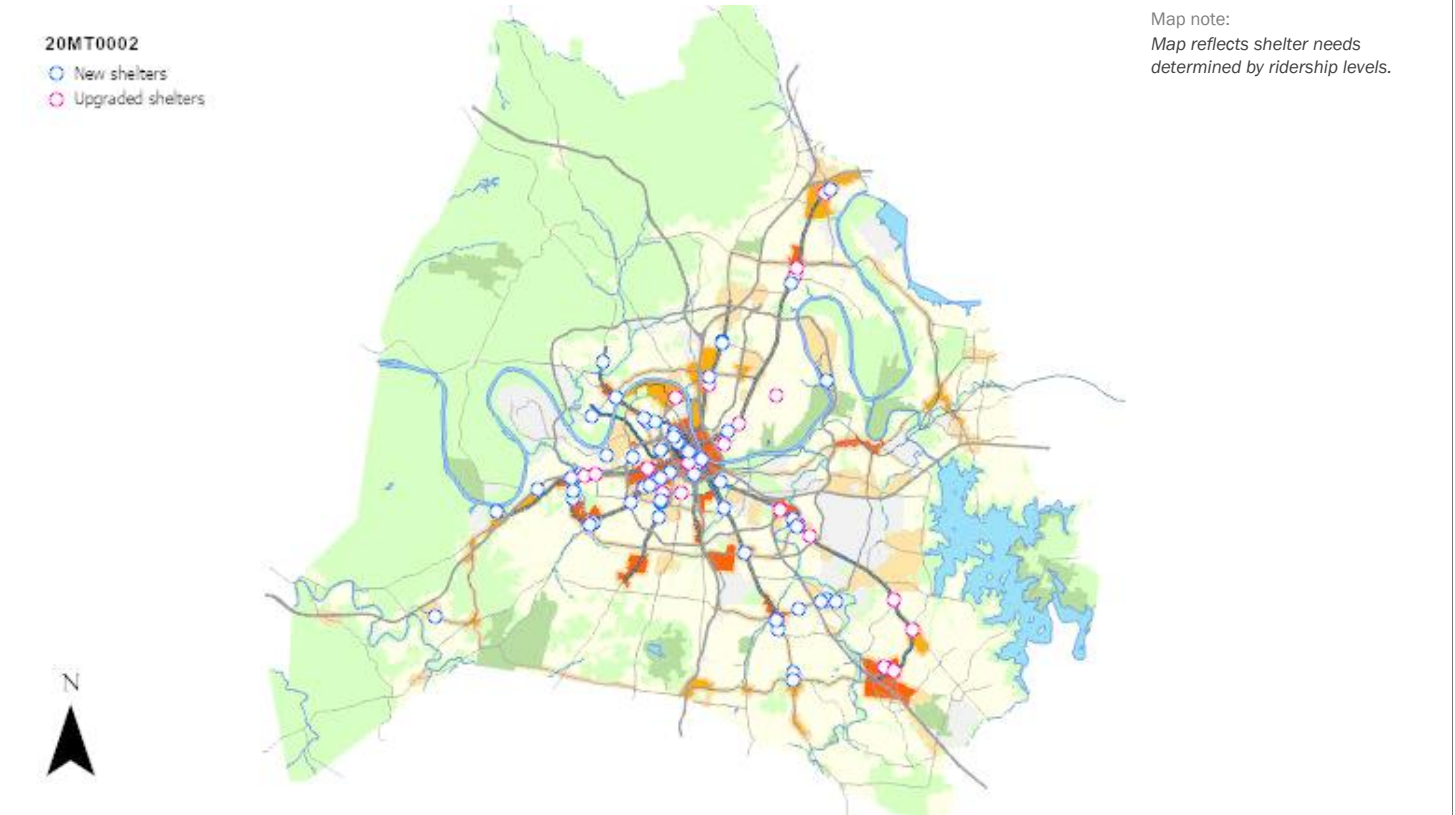 20MT0002
New shelters
Upgraded shelters
Map note:
Map reflects shelter needs
determined by ridership levels.
N